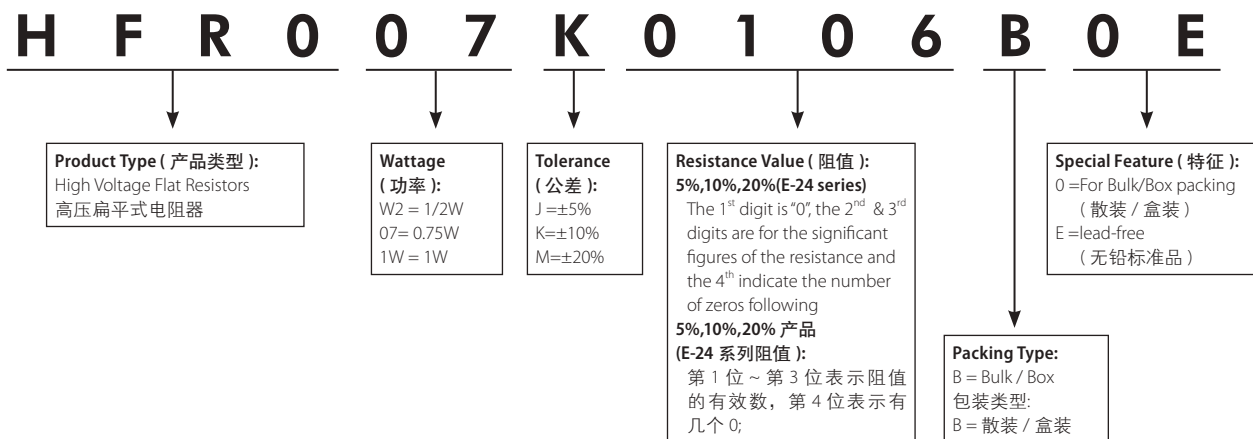 H F R 0 0 7 K 0 1 0 6 B 0 E
Product Type ( 产品类型 ):
High Voltage Flat Resistors
高压扁平式电阻器
Wattage
( 功率 ):
W2 = 1/2W
07= 0.75W
1W = 1W
Tolerance
( 公差 ):
J =±5%
K=±10%
M=±20%
Resistance Value ( 阻值 ):
5%,10%,20%(E-24 series)
The 1st digit is "0", the 2nd & 3rd
digits are for the significant
figures of the resistance and
the 4th indicate the number
of zeros following
5%,10%,20% 产品
(E-24 系列阻值 ):
第 1 位 ~ 第 3 位表示阻值
的有效数，第 4 位表示有
几个 0;
Packing Type:
B = Bulk / Box
包装类型:
B = 散装 / 盒装
Special Feature ( 特征 ):
0 =For Bulk/Box packing
( 散装 / 盒装 )
E =lead-free
( 无铅标准品 )